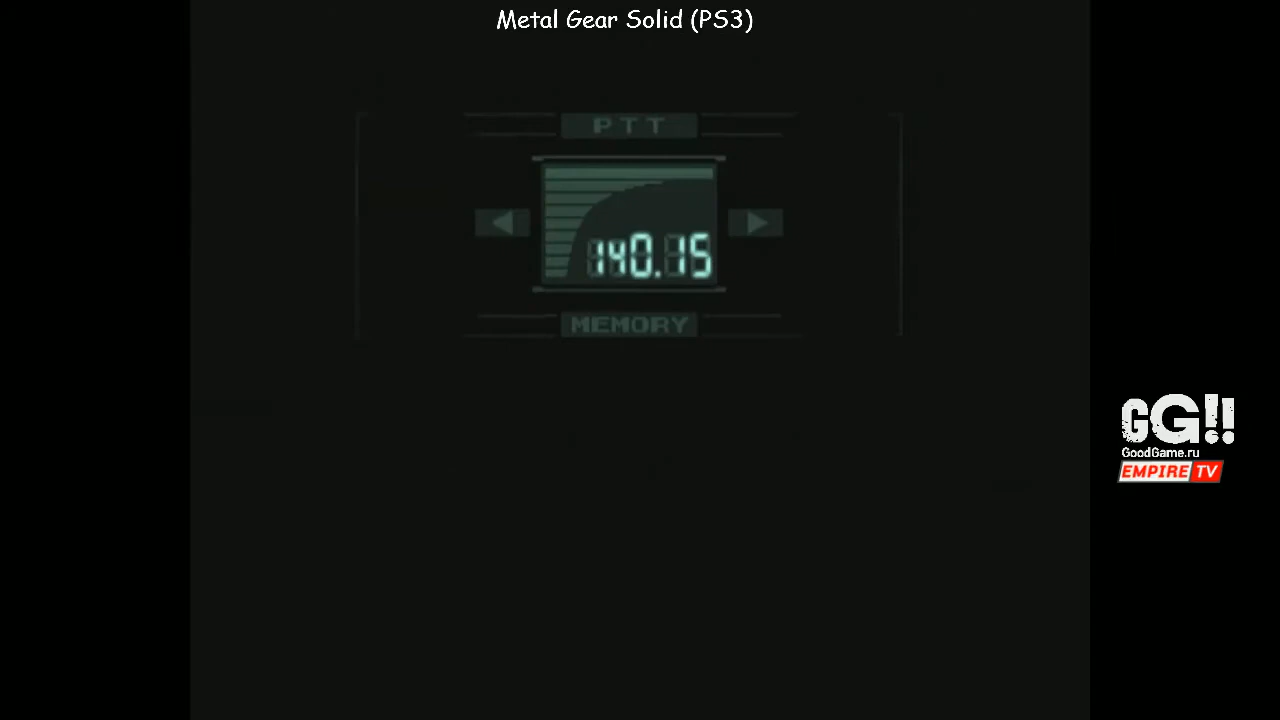 Metal Gear Solid (PS3)
PTT
140.15
MEMORY
GG!!
GoodGame.ru
EMPIRE TV